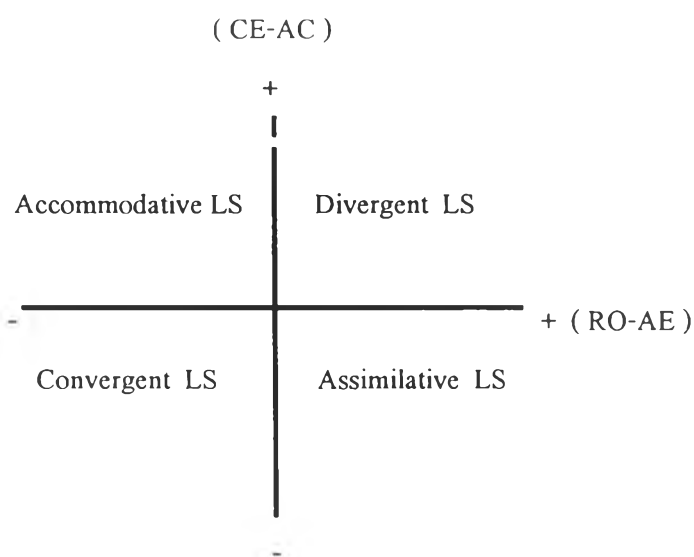 ( CE-AC )
+
Accommodative LS Divergent LS
- + ( RO-AE )
Convergent LS Assimilative LS
-